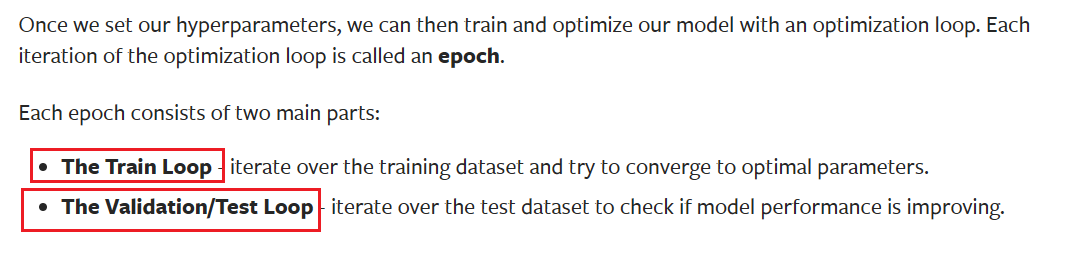 Once we set our hyperparameters, we can then train and optimize our model with an optimization loop. Each
iteration of the optimization loop is called an epoch.
Each epoch consists of two main parts:
• The Train Loop - iterate over the training dataset and try to converge to optimal parameters.
• The Validation/Test Loop - iterate over the test dataset to check if model performance is improving.